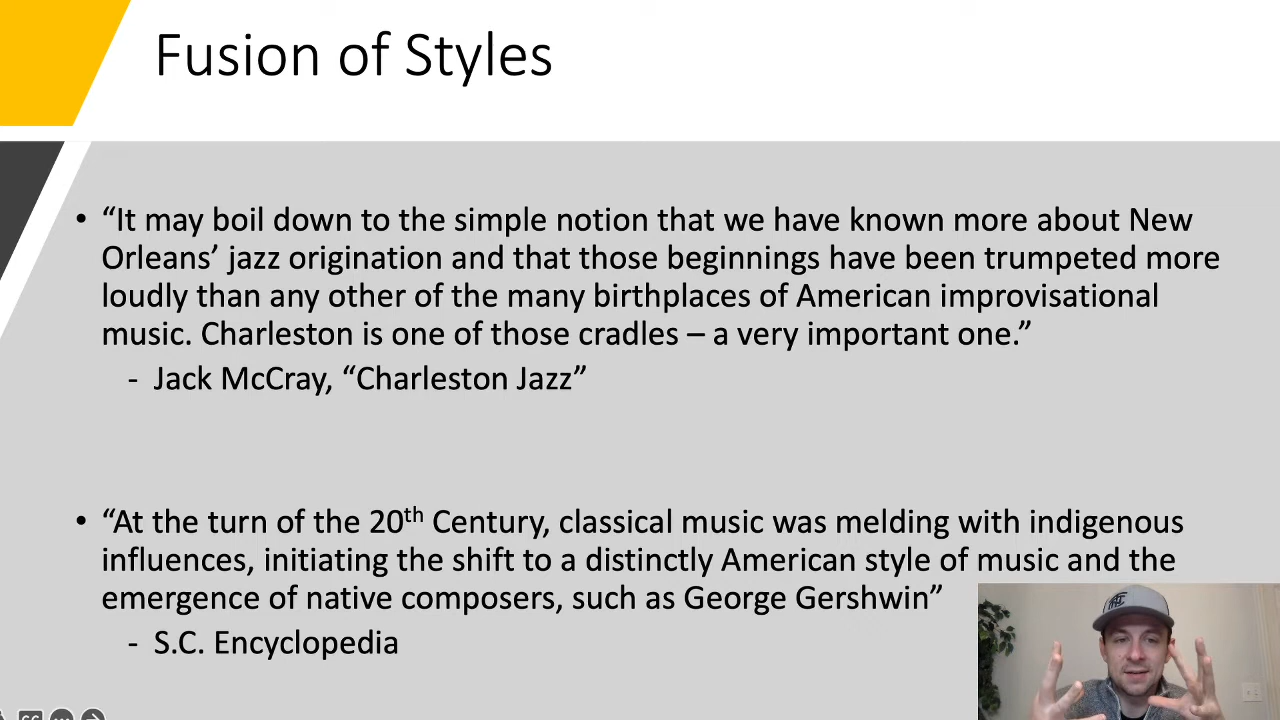 Fusion of Styles
• “It may boil down to the simple notion that we have known more about New
Orleans’ jazz origination and that those beginnings have been trumpeted more
loudly than any other of the many birthplaces of American improvisational
music. Charleston is one of those cradles – a very important one.”
- Jack McCray, “Charleston Jazz”
• “At the turn of the 20th Century, classical music was melding with indigenous
influences, initiating the shift to a distinctly American style of music and the
emergence of native composers, such as George Gershwin”
- S.C. Encyclopedia